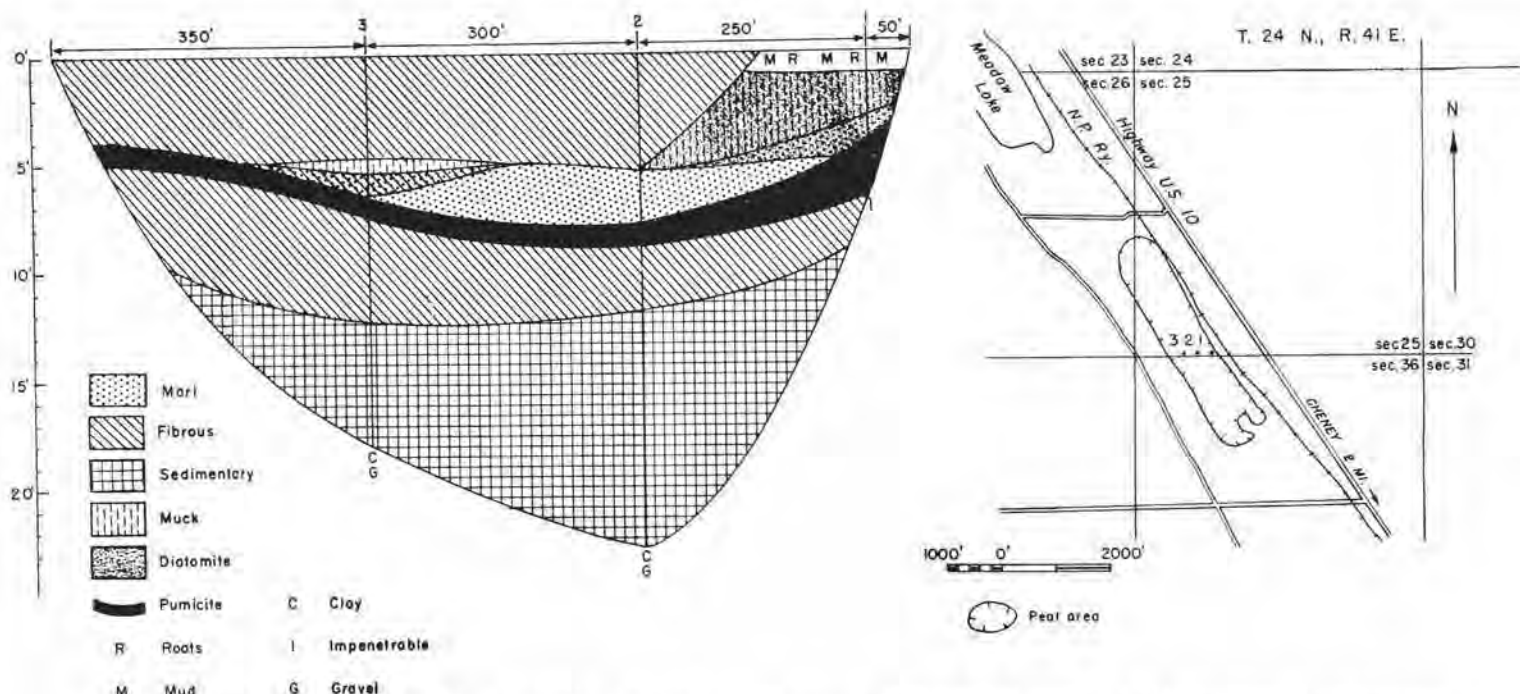 3
2
350'
300'
250'
50'
M R M R M
0'
5'
10'
15'
20'
C
G
C
G
Marl
Fibrous
Sedimentary
Muck
Diatomite
Pumicite
R Roots
M Mud
C Clay
I Impenetrable
G Gravel
T. 24 N., R. 41 E.
Meadow
Lake
sec. 23 sec. 24
sec. 26 sec. 25
N.P. Ry.
Highway US 10
N
3 2 1
sec. 25 sec. 30
sec. 36 sec. 31
CHENEY 2 MI.
1000' 0' 2000'
Peat area